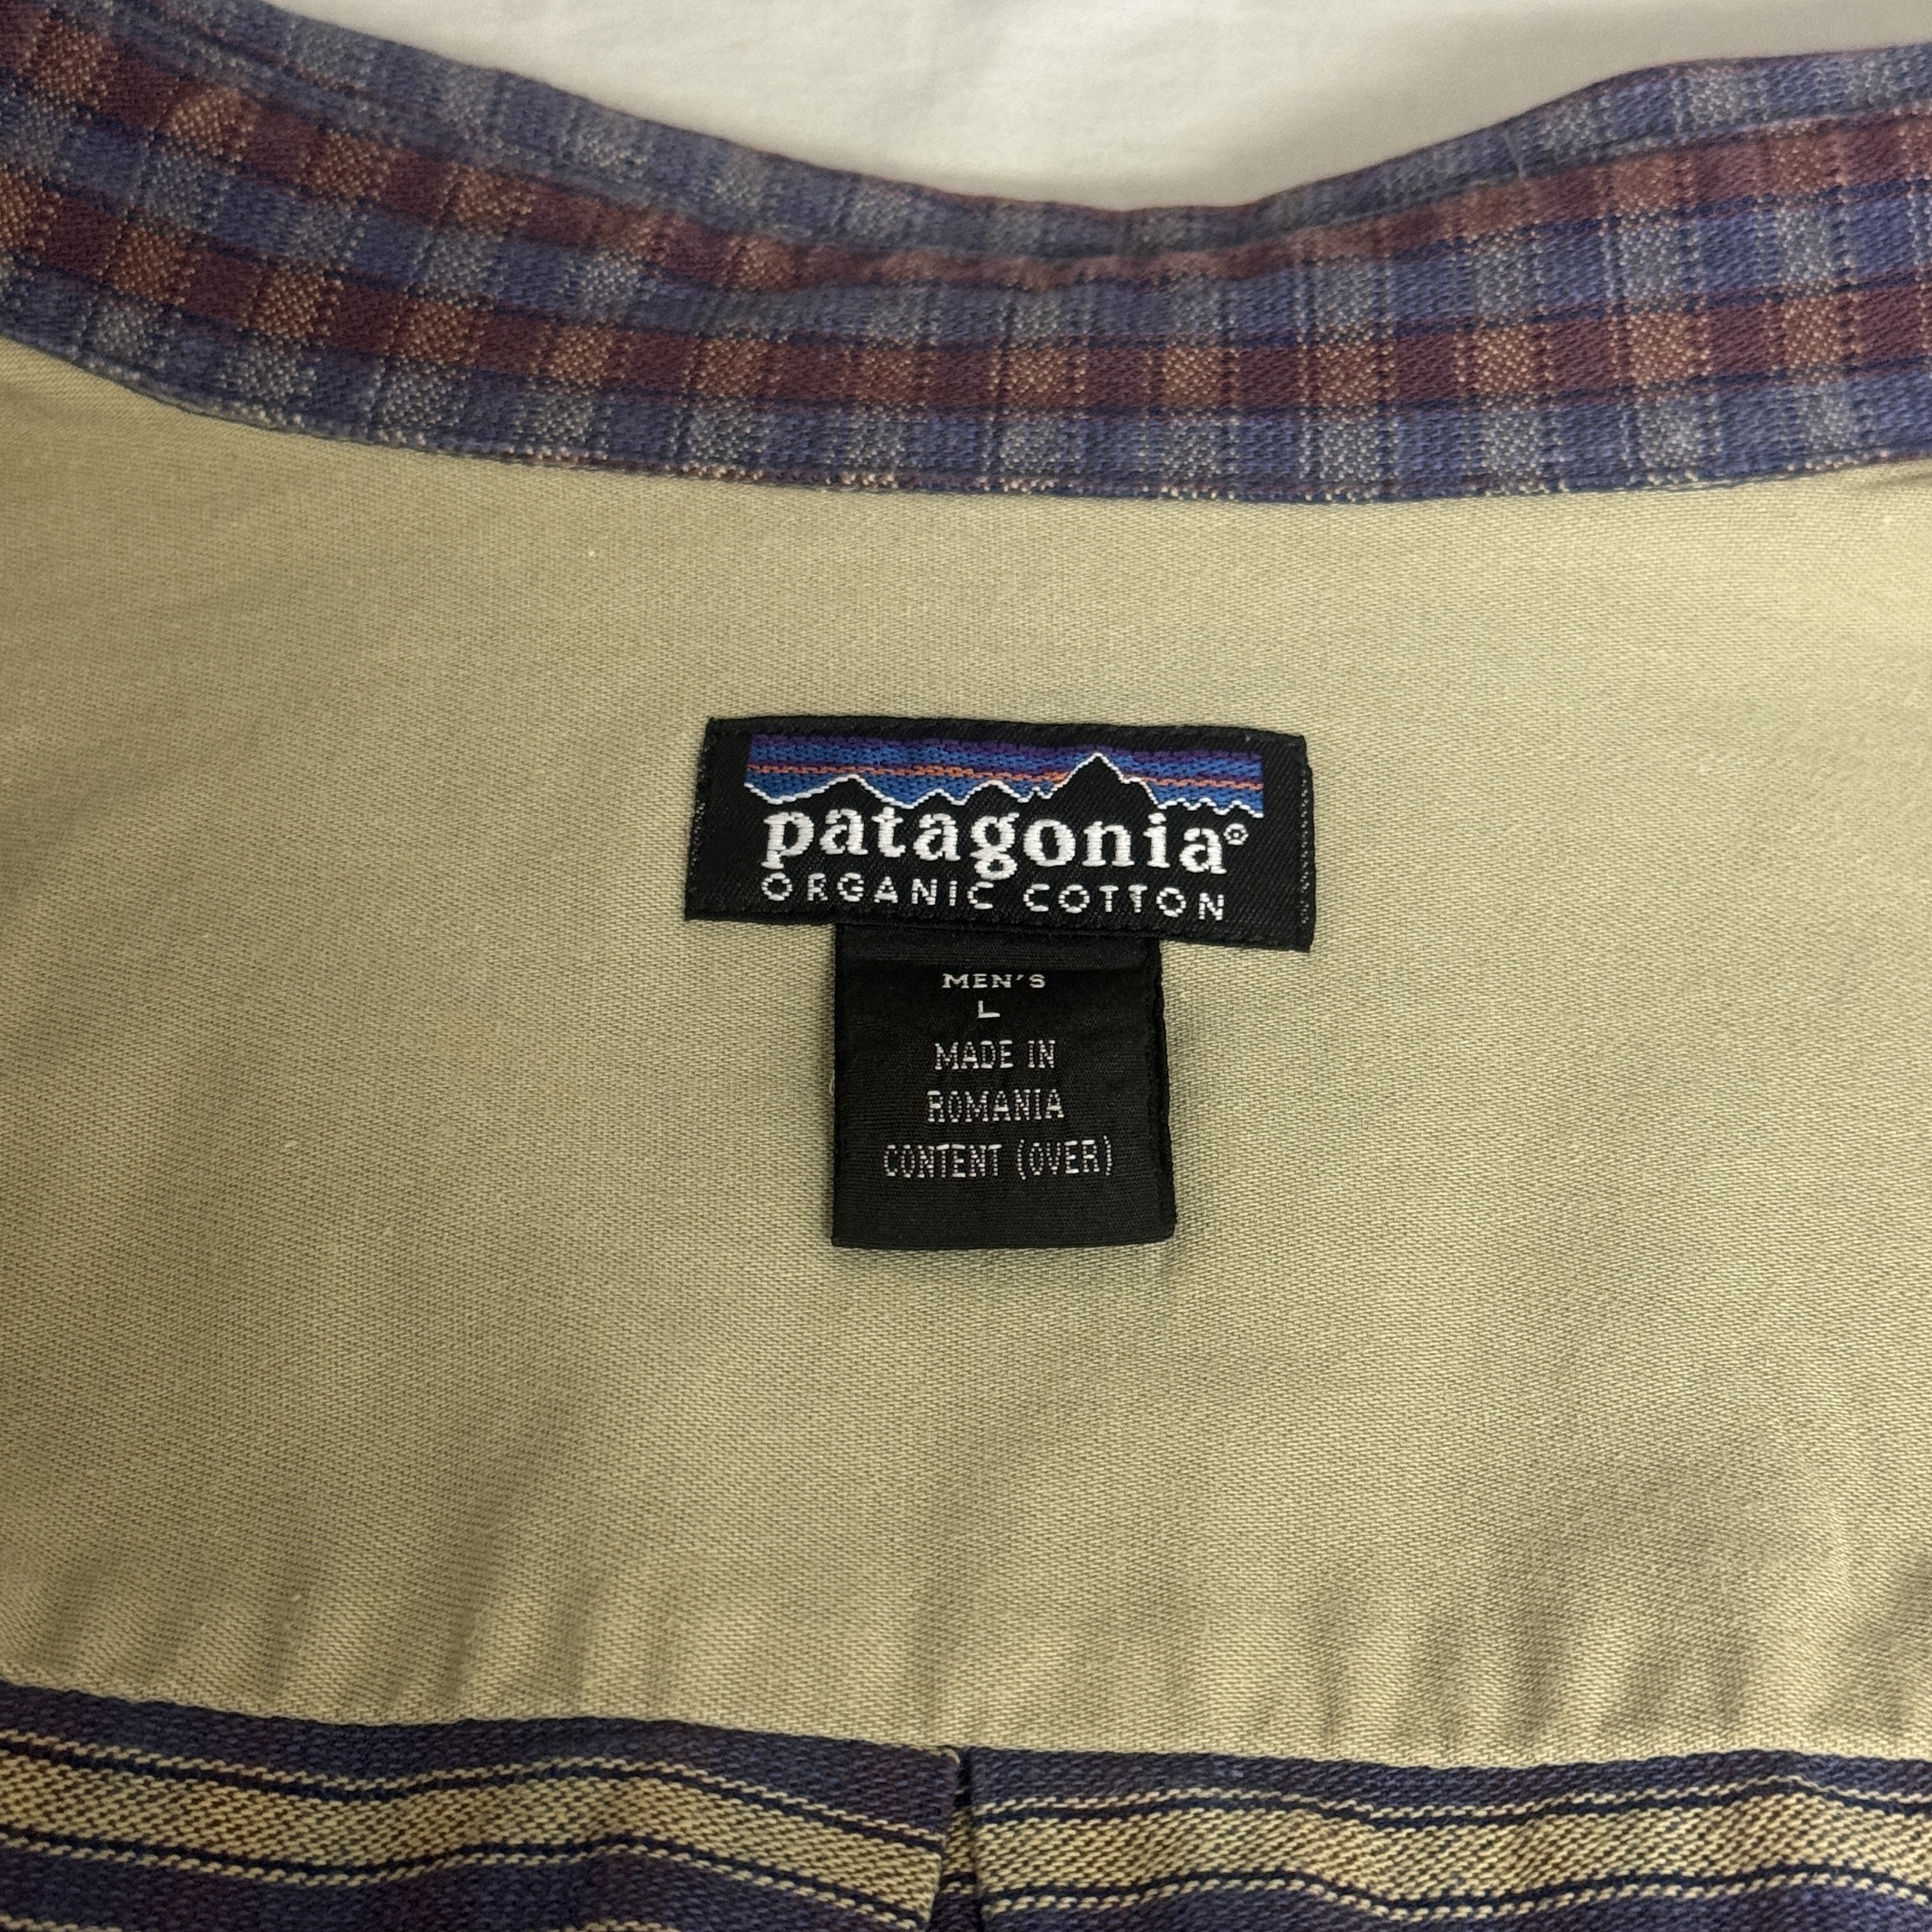 patagonia®
ORGANIC COTTON
MEN'S
L
MADE IN
ROMANIA
CONTENT (OVER)